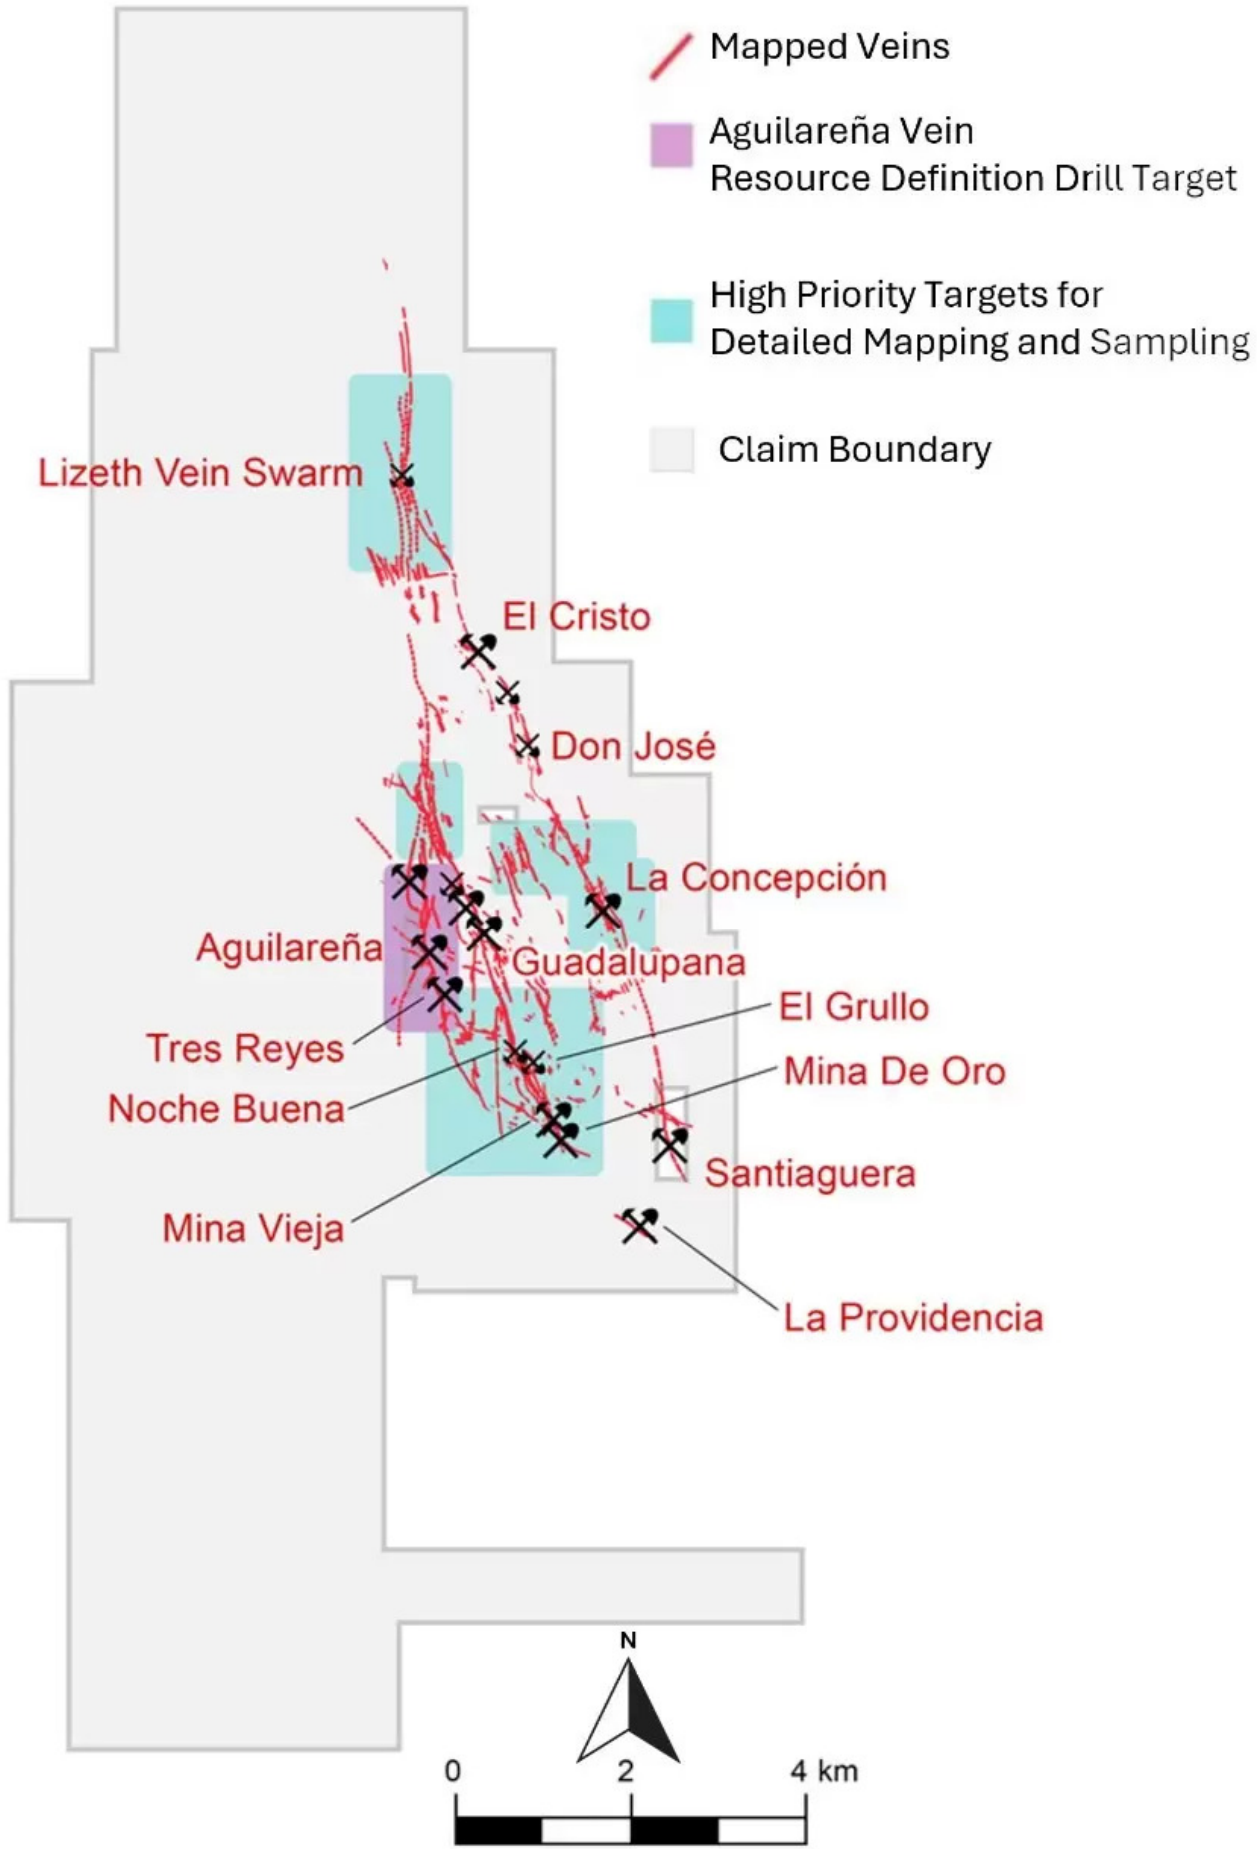 Mapped Veins
Aguilareña Vein
Resource Definition Drill Target
High Priority Targets for
Detailed Mapping and Sampling
Claim Boundary
Lizeth Vein Swarm
El Cristo
Don José
La Concepción
Aguilareña
Guadalupana
El Grullo
Tres Reyes
Mina De Oro
Noche Buena
Santiaguera
Mina Vieja
La Providencia
N
0 2 4 km